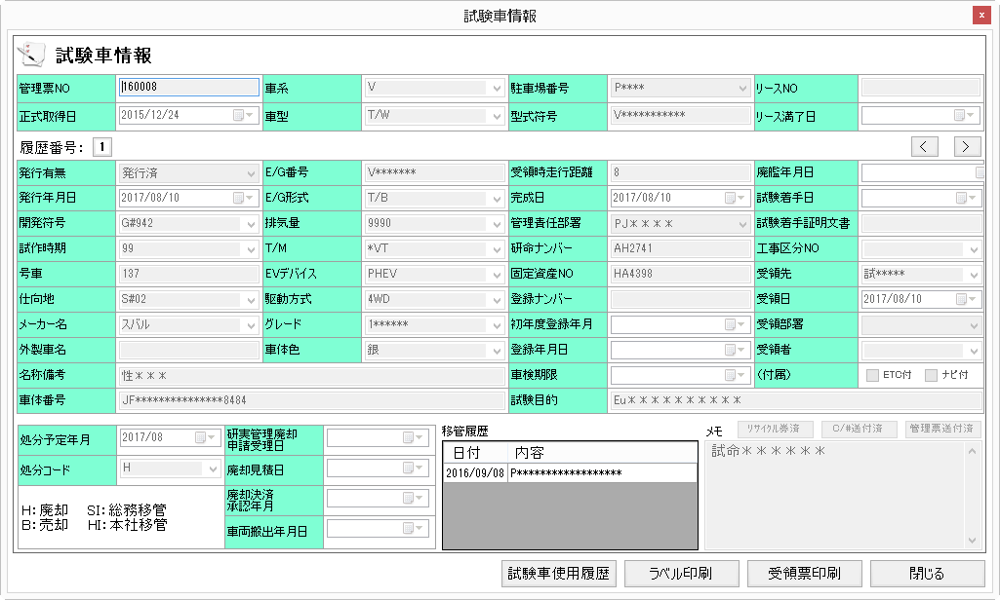 試験車情報
x
試験車情報
管理票NO 160008 車系 V 駐車場番号 P**** リースNO
正式取得日 2015/12/24 車型 T/W 型式符号 V*********** リース満了日
履歴番号: 1 < >
発行有無 発行済 E/G番号 V******* 受領時走行距離 8 廃艦年月日
発行年月日 2017/08/10 E/G形式 T/B 完成日 2017/08/10 試験着手日
開発符号 G#942 排気量 9990 管理責任部署 PJ＊＊＊＊ 試験着手証明文書
試作時期 99 T/M *VT 研命ナンバー AH2741 工事区分NO
号車 137 EVデバイス PHEV 固定資産NO HA4398 受領先 試*****
仕向地 S#02 駆動方式 4WD 登録ナンバー 受領日 2017/08/10
メーカー名 スバル グレード 1****** 初年度登録年月 受領部署
外製車名 車体色 銀 登録年月日 受領者
名称備考 性＊＊＊ 車検期限 (付属) ETC付 ナビ付
車体番号 JF***************8484 試験目的 Eu＊＊＊＊＊＊＊＊＊＊
処分予定年月 2017/08 研実管理廃却
申請受理日
処分コード H 廃却見積日
廃却決済
承認年月
車両搬出年月日
H:廃却 SI:総務移管
B:売却 HI:本社移管
移管履歴
日付 内容
2016/09/08 P******************
メモ リサイクル券済 C/#送付済 管理票送付済
試命＊＊＊＊＊＊
試験車使用履歴 ラベル印刷 受領票印刷 閉じる